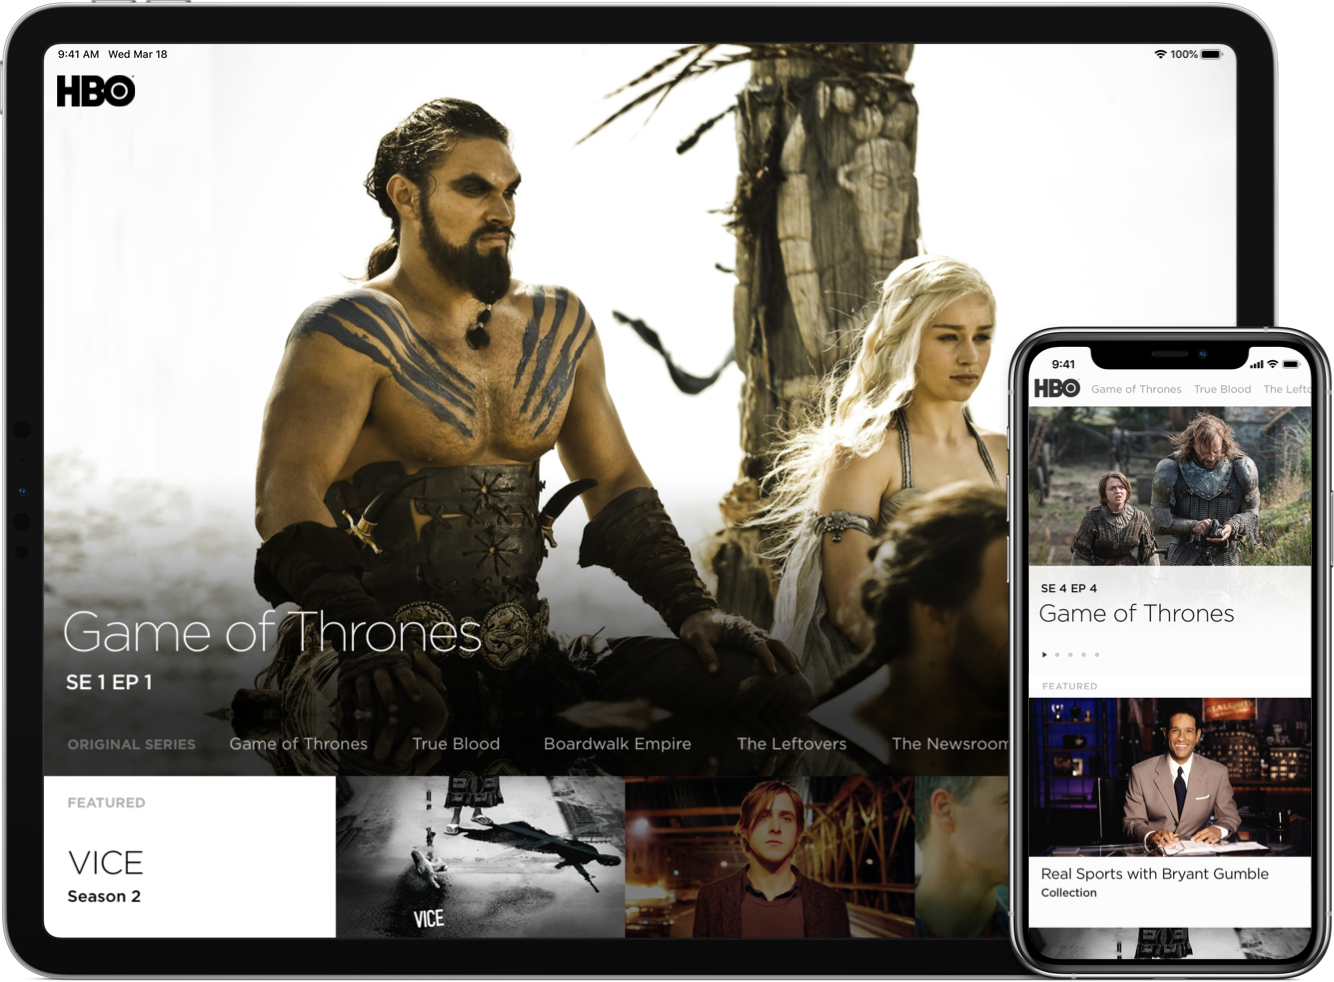 9:41 AM Wed Mar 18
100%
HBO
Game of Thrones
SE 1 EP 1
ORIGINAL SERIES Game of Thrones True Blood Boardwalk Empire The Leftovers The Newsroom
FEATURED
VICE
Season 2
VICE
9:41
HBO Game of Thrones True Blood The Lefto
SE 4 EP 4
Game of Thrones
FEATURED
Real Sports with Bryant Gumble
Collection